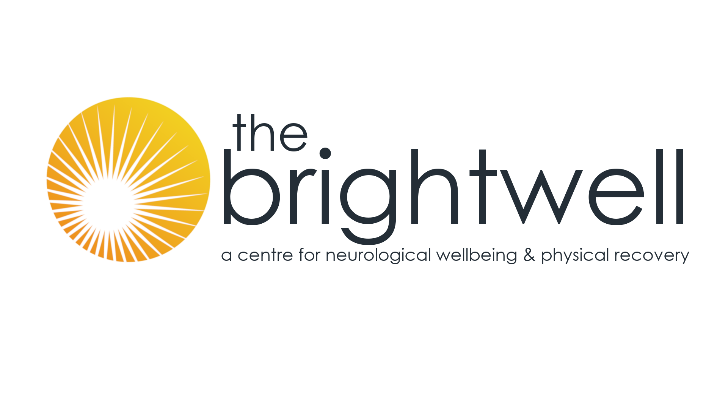 the
brightwell
a centre for neurological wellbeing & physical recovery